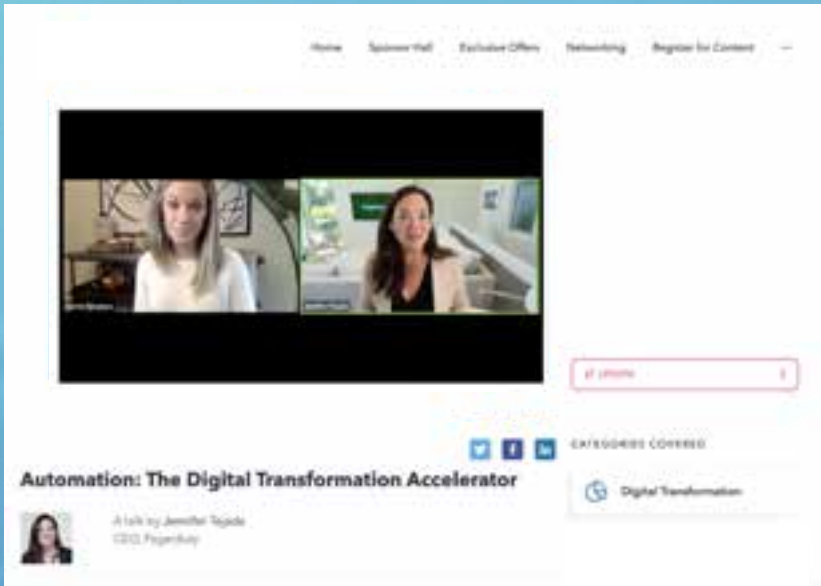 Home Sponsor Hall Exclusive Offers Networking Register for Content
Automation: The Digital Transformation Accelerator
A talk by Jennifer Tejada
CEO, PagerDuty
CATEGORIES COVERED
Digital Transformation